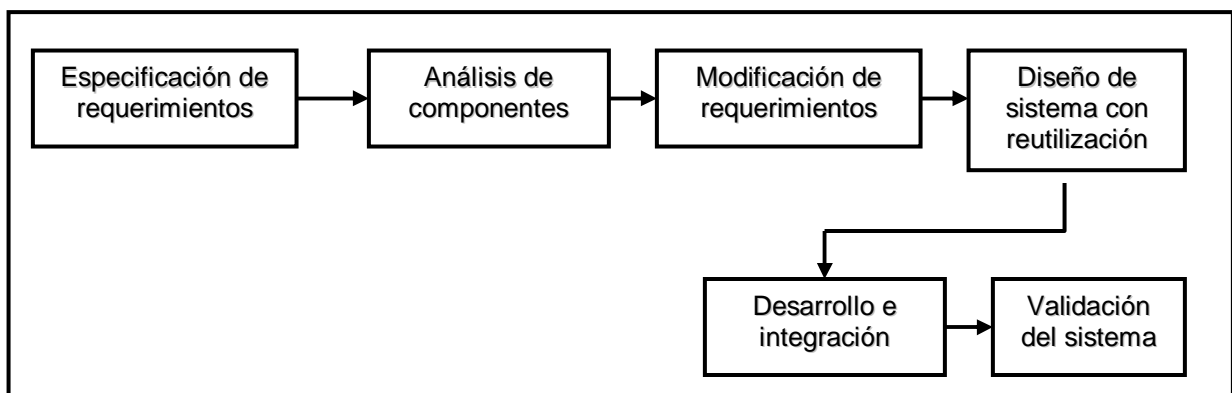 Especificación de
requerimientos
Análisis de
componentes
Modificación de
requerimientos
Diseño de
sistema con
reutilización
Desarrollo e
integración
Validación
del sistema